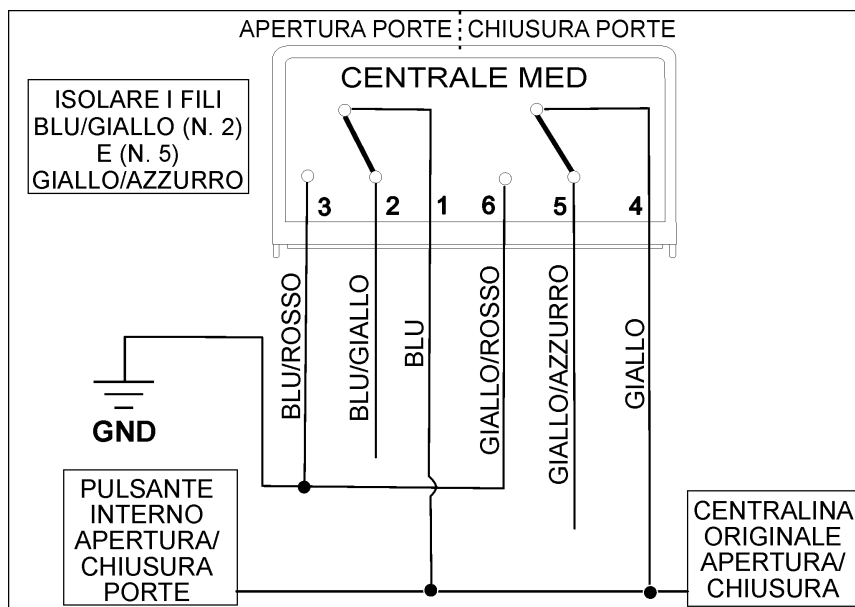 APERTURA PORTE CHIUSURA PORTE
CENTRALE MED
ISOLARE I FILI
BLU/GIALLO (N. 2)
E (N. 5)
GIALLO/AZZURRO
3 2 1 6 5 4
BLU/ROSSO
BLU/GIALLO
BLU
GIALLO/ROSSO
GIALLO/AZZURRO
GIALLO
GND
PULSANTE
INTERNO
APERTURA/
CHIUSURA
PORTE
CENTRALINA
ORIGINALE
APERTURA/
CHIUSURA